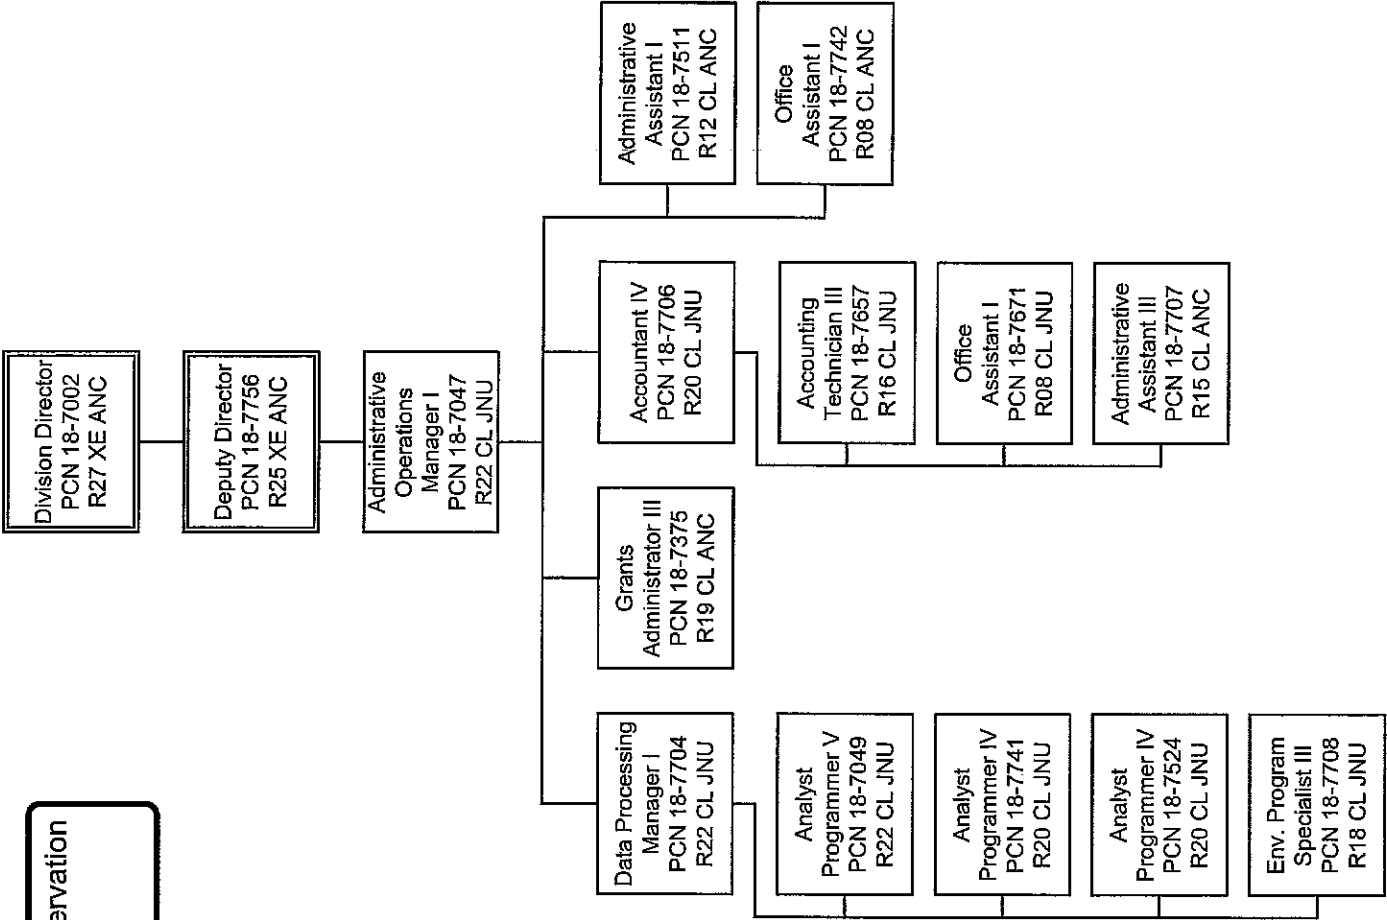 ervation
Division Director
PCN 18-7002
R27 XE ANC
Deputy Director
PCN 18-7756
R25 XE ANC
Administrative
Operations
Manager I
PCN 18-7047
R22 CL JNU
Data Processing
Manager I
PCN 18-7704
R22 CL JNU
Analyst
Programmer V
PCN 18-7049
R22 CL JNU
Analyst
Programmer IV
PCN 18-7741
R20 CL JNU
Analyst
Programmer IV
PCN 18-7524
R20 CL JNU
Env. Program
Specialist III
PCN 18-7708
R18 CL JNU
Grants
Administrator III
PCN 18-7375
R19 CL ANC
Accountant IV
PCN 18-7706
R20 CL JNU
Accounting
Technician III
PCN 18-7657
R16 CL JNU
Office
Assistant I
PCN 18-7671
R08 CL JNU
Administrative
Assistant III
PCN 18-7707
R15 CL ANC
Administrative
Assistant I
PCN 18-7511
R12 CL ANC
Office
Assistant I
PCN 18-7742
R08 CL ANC